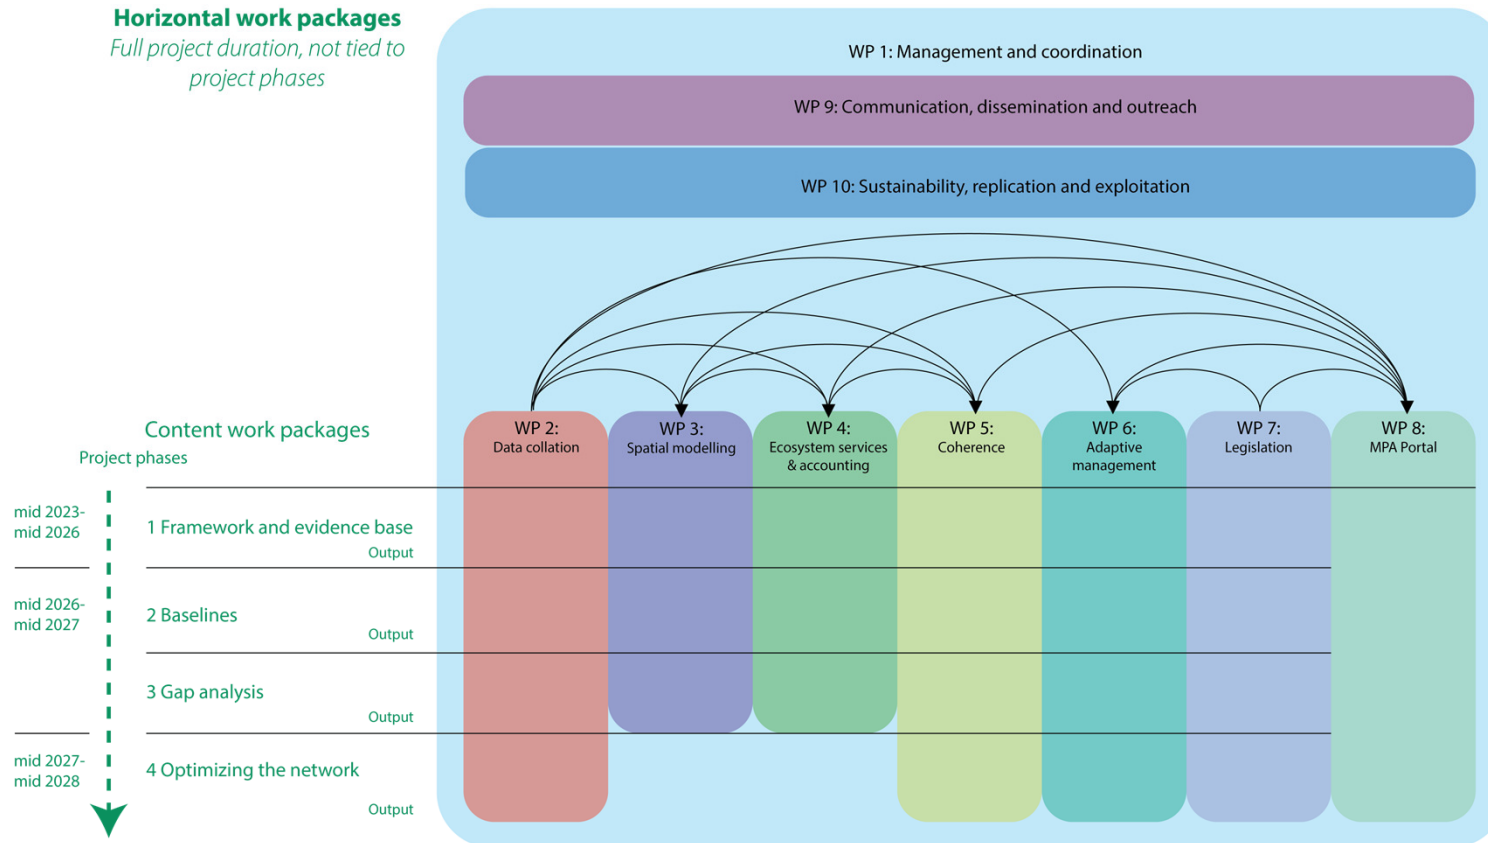 Horizontal work packages
Full project duration, not tied to
project phases
WP 1: Management and coordination
WP 9: Communication, dissemination and outreach
WP 10: Sustainability, replication and exploitation
Content work packages
Project phases
WP 2:
Data collation
WP 3:
Spatial modelling
WP 4:
Ecosystem services
& accounting
WP 5:
Coherence
WP 6:
Adaptive
management
WP 7:
Legislation
WP 8:
MPA Portal
mid 2023-
mid 2026
1 Framework and evidence base
Output
mid 2026-
mid 2027
2 Baselines
Output
3 Gap analysis
Output
mid 2027-
mid 2028
4 Optimizing the network
Output